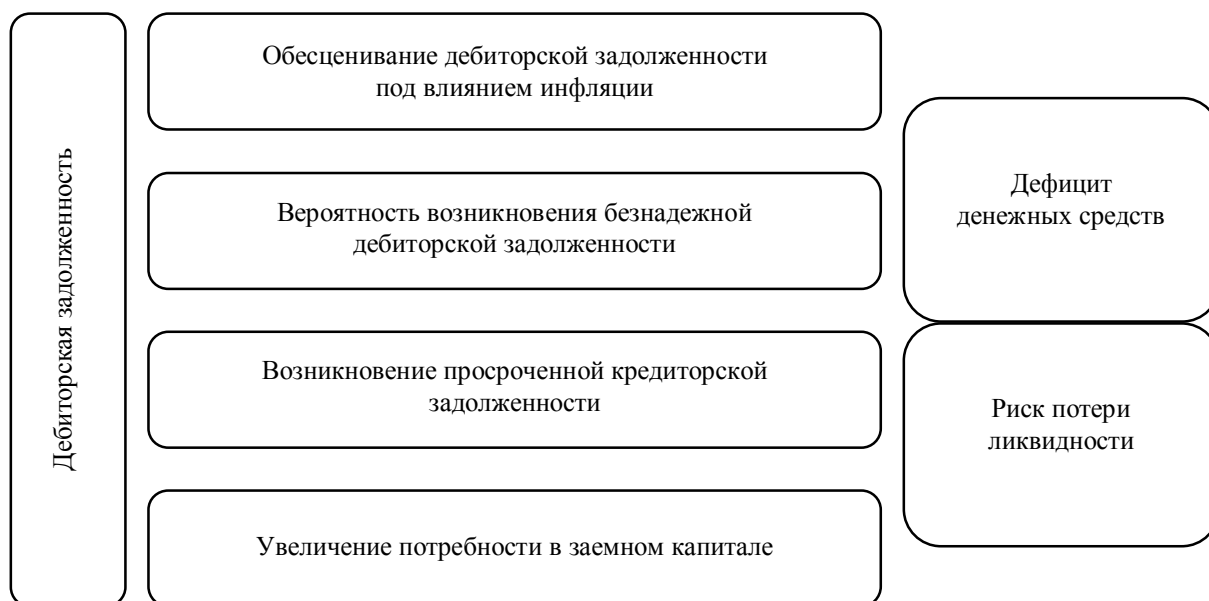 Дебиторская задолженность
Обесценивание дебиторской задолженности
под влиянием инфляции
Вероятность возникновения безнадежной
дебиторской задолженности
Возникновение просроченной кредиторской
задолженности
Увеличение потребности в заемном капитале
Дефицит
денежных средств
Риск потери
ликвидности